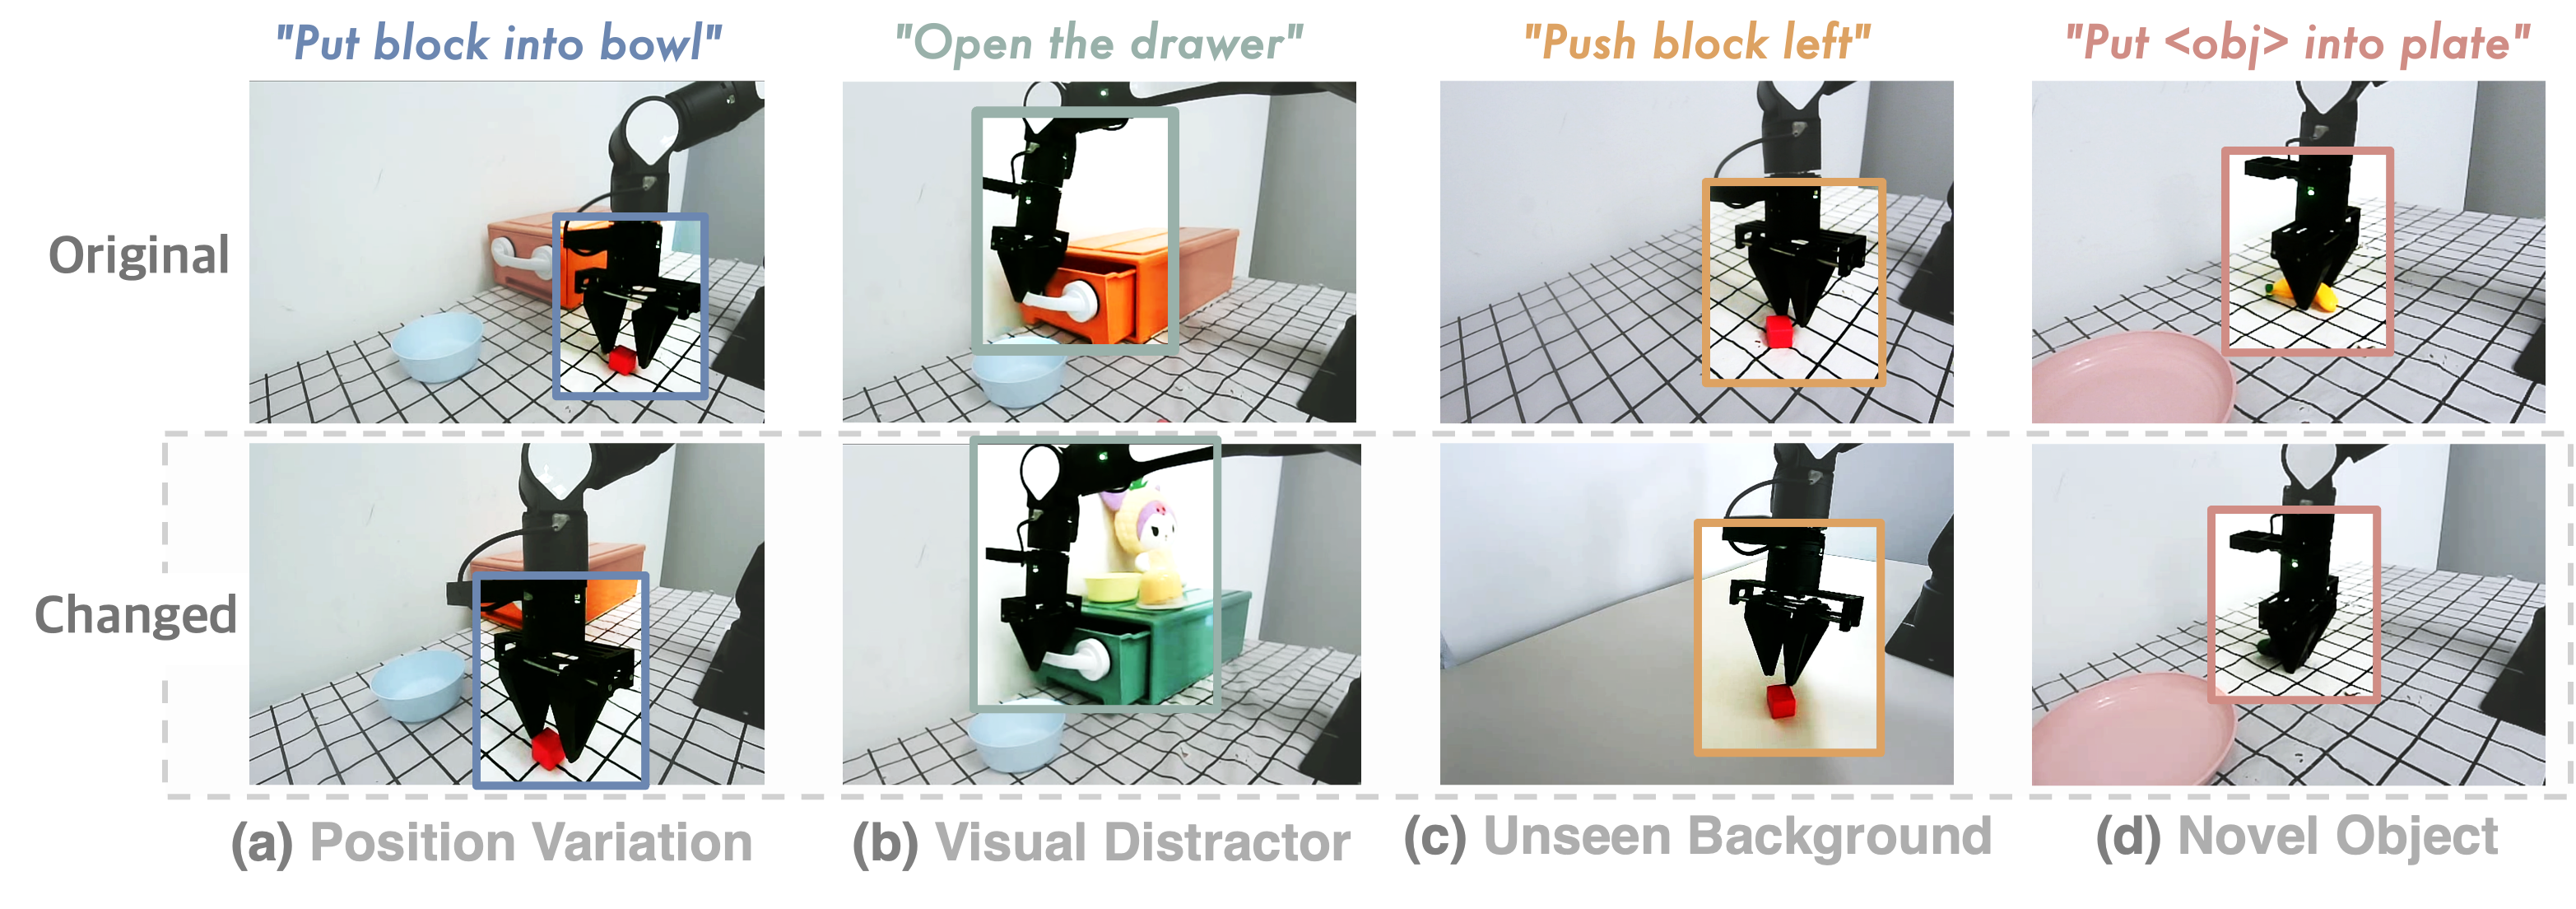 "Put block into bowl"
"Open the drawer"
"Push block left"
"Put <obj> into plate"
Original
Changed
(a) Position Variation
(b) Visual Distractor
(c) Unseen Background
(d) Novel Object